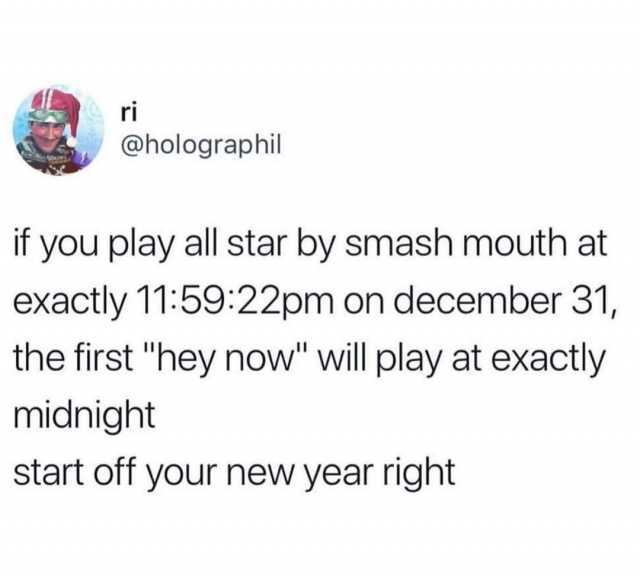 ri
@holographil
if you play all star by smash mouth at
exactly 11:59:22pm on december 31,
the first "hey now" will play at exactly
midnight
start off your new year right